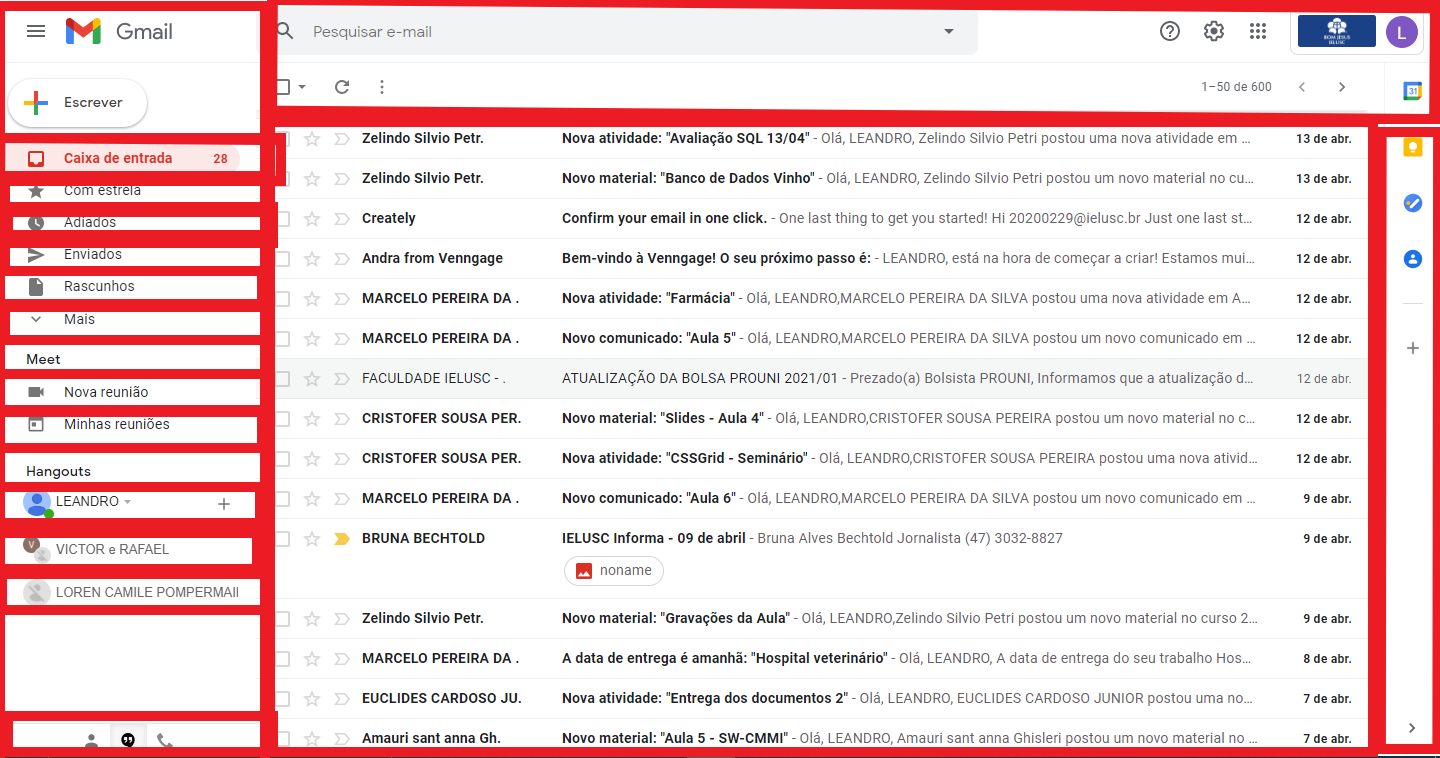 Gmail
Pesquisar e-mail
BOM JESUS
IELUSC
L
Escrever
1–50 de 600
31
Caixa de entrada 28
Com estrela
Adiados
Enviados
Rascunhos
Mais
Meet
Nova reunião
Minhas reuniões
Hangouts
LEANDRO
V VICTOR e RAFAEL
LOREN CAMILE POMPERMAII
Zelindo Silvio Petr. Nova atividade: "Avaliação SQL 13/04" - Olá, LEANDRO, Zelindo Silvio Petri postou uma nova atividade em ... 13 de abr.
Zelindo Silvio Petr. Novo material: "Banco de Dados Vinho" - Olá, LEANDRO, Zelindo Silvio Petri postou um novo material no cu... 13 de abr.
Creately Confirm your email in one click. - One last thing to get you started! Hi 20200229@ielusc.br Just one last st... 12 de abr.
Andra from Venngage Bem-vindo à Venngage! O seu próximo passo é: - LEANDRO, está na hora de começar a criar! Estamos mui... 12 de abr.
MARCELO PEREIRA DA . Nova atividade: "Farmácia" - Olá, LEANDRO,MARCELO PEREIRA DA SILVA postou uma nova atividade em A... 12 de abr.
MARCELO PEREIRA DA . Novo comunicado: "Aula 5" - Olá, LEANDRO,MARCELO PEREIRA DA SILVA postou um novo comunicado em ... 12 de abr.
FACULDADE IELUSC - . ATUALIZAÇÃO DA BOLSA PROUNI 2021/01 - Prezado(a) Bolsista PROUNI, Informamos que a atualização d... 12 de abr.
CRISTOFER SOUSA PER. Novo material: "Slides - Aula 4" - Olá, LEANDRO,CRISTOFER SOUSA PEREIRA postou um novo material no c... 12 de abr.
CRISTOFER SOUSA PER. Nova atividade: "CSSGrid - Seminário" - Olá, LEANDRO,CRISTOFER SOUSA PEREIRA postou uma nova ativid... 12 de abr.
MARCELO PEREIRA DA . Novo comunicado: "Aula 6" - Olá, LEANDRO,MARCELO PEREIRA DA SILVA postou um novo comunicado em ... 9 de abr.
BRUNA BECHTOLD IELUSC Informa - 09 de abril - Bruna Alves Bechtold Jornalista (47) 3032-8827 9 de abr.
noname
Zelindo Silvio Petr. Novo material: "Gravações da Aula" - Olá, LEANDRO,Zelindo Silvio Petri postou um novo material no curso 2... 9 de abr.
MARCELO PEREIRA DA . A data de entrega é amanhã: "Hospital veterinário" - Olá, LEANDRO, A data de entrega do seu trabalho Hos... 8 de abr.
EUCLIDES CARDOSO JU. Nova atividade: "Entrega dos documentos 2" - Olá, LEANDRO, EUCLIDES CARDOSO JUNIOR postou uma no... 7 de abr.
Amauri sant anna Gh. Novo material: "Aula 5 - SW-CMMI" - Olá, LEANDRO, Amauri sant anna Ghisleri postou um novo material no ... 7 de abr.